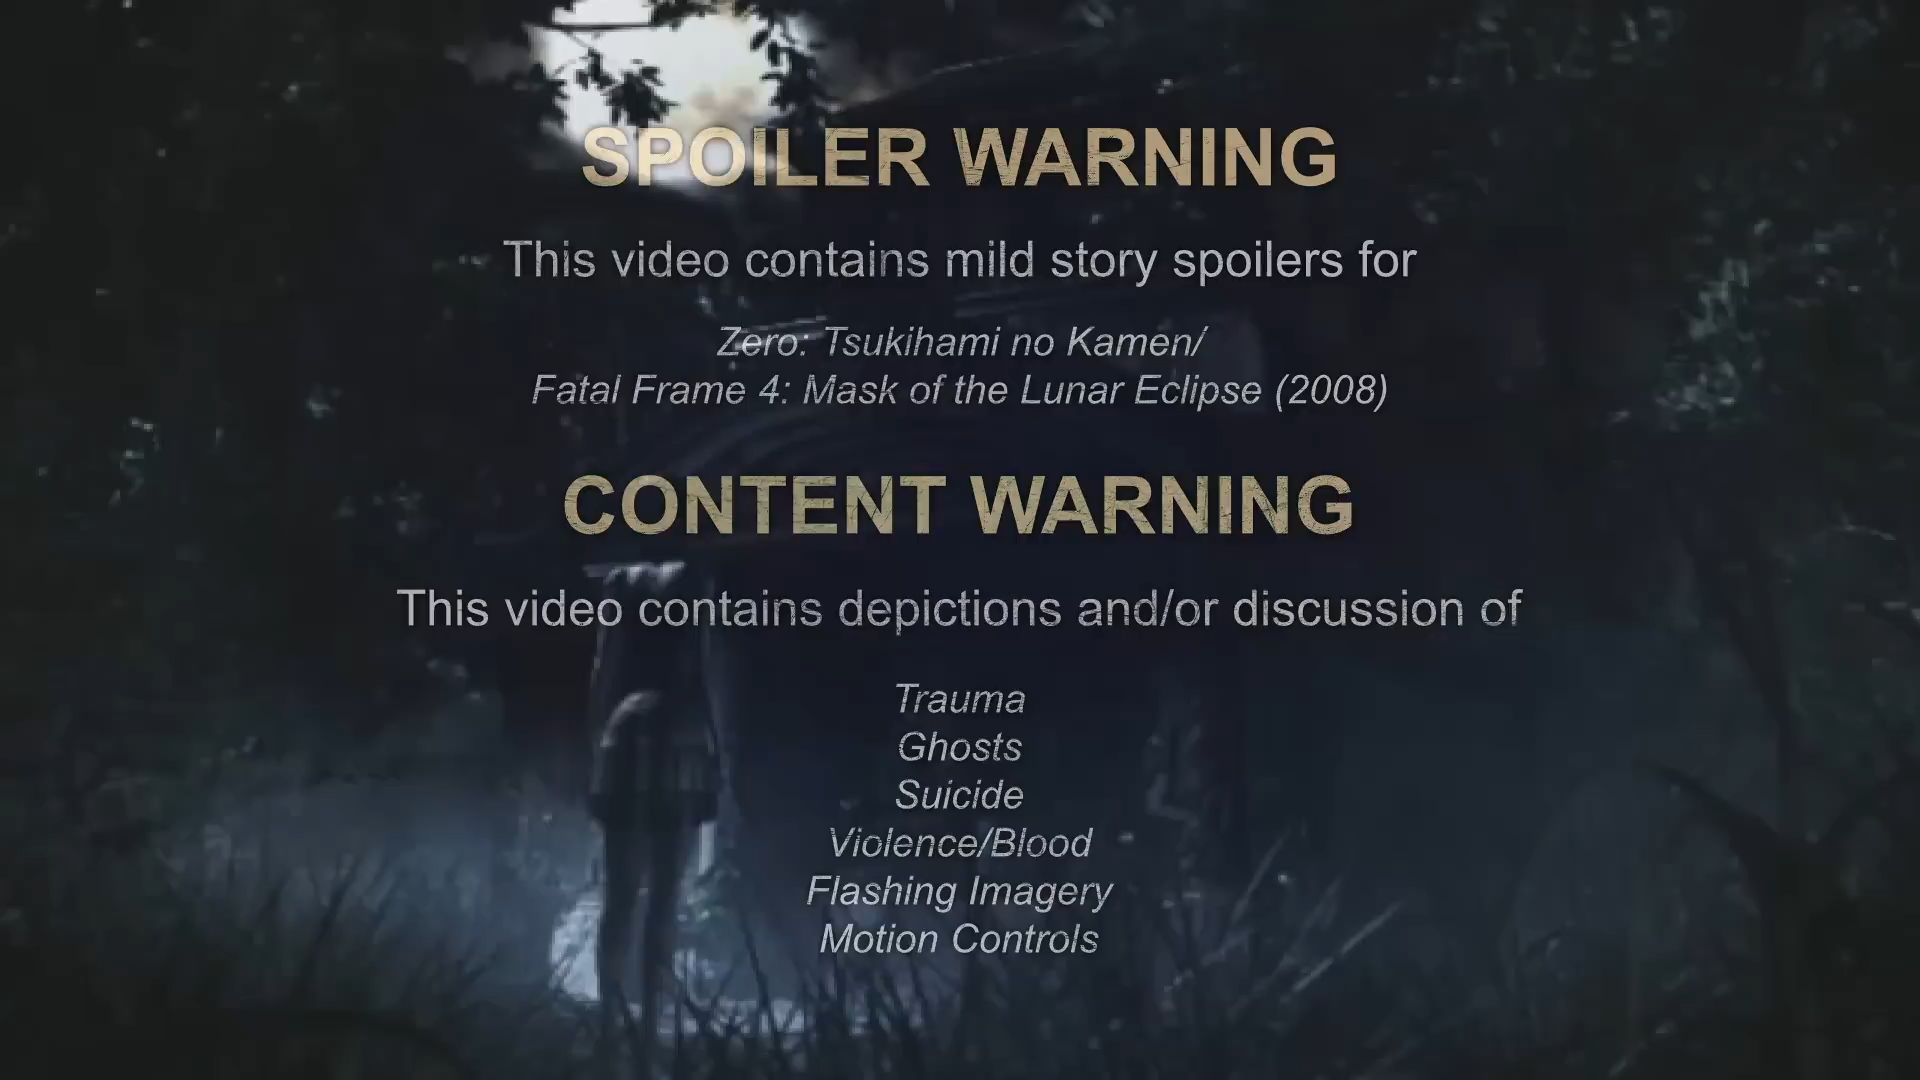 SPOILER WARNING
This video contains mild story spoilers for
Zero: Tsukihami no Kamen/
Fatal Frame 4: Mask of the Lunar Eclipse (2008)
CONTENT WARNING
This video contains depictions and/or discussion of
Trauma
Ghosts
Suicide
Violence/Blood
Flashing Imagery
Motion Controls